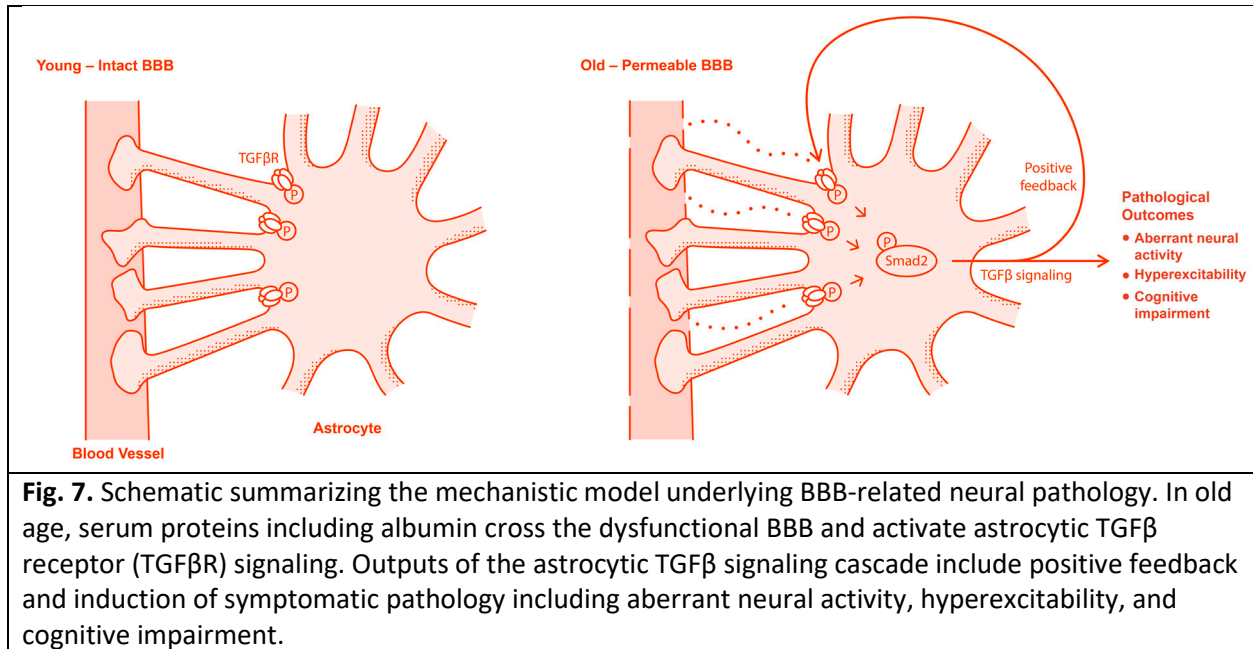 Young – Intact BBB
TGFβR
P
P
P
Astrocyte
Blood Vessel
Old – Permeable BBB
P
P
P
P
Smad2
Positive
feedback
TGFβ signaling
Pathological
Outcomes
• Aberrant neural
activity
• Hyperexcitability
• Cognitive
impairment
Fig. 7. Schematic summarizing the mechanistic model underlying BBB-related neural pathology. In old
age, serum proteins including albumin cross the dysfunctional BBB and activate astrocytic TGFβ
receptor (TGFβR) signaling. Outputs of the astrocytic TGFβ signaling cascade include positive feedback
and induction of symptomatic pathology including aberrant neural activity, hyperexcitability, and
cognitive impairment.